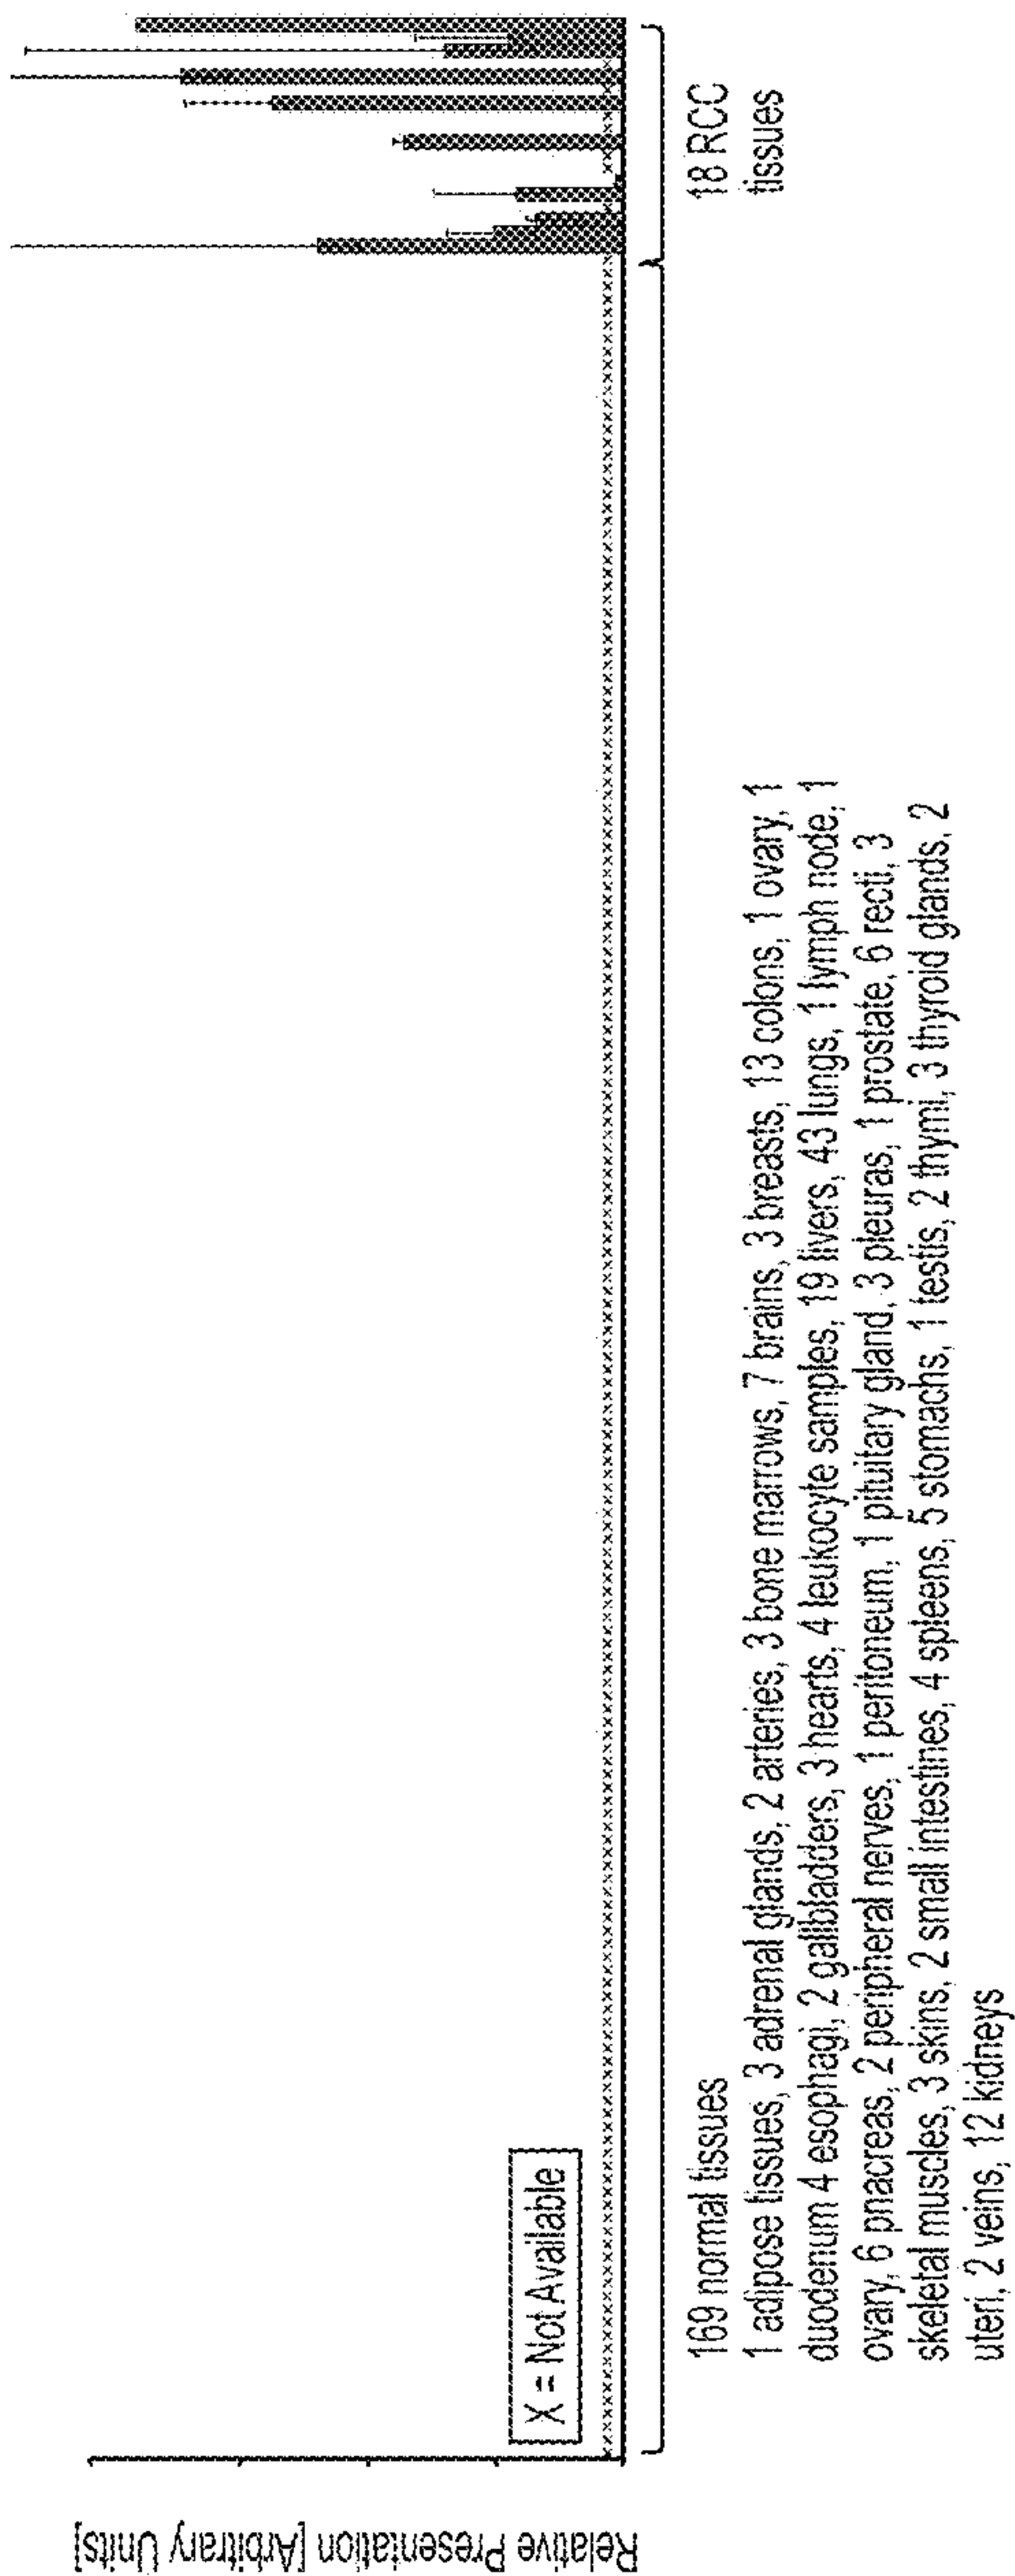 Relative Presentation [Arbitrary Units]
X = Not Available
169 normal tissues
1 adipose tissues, 3 adrenal glands, 2 arteries, 3 bone marrows, 7 brains, 3 breasts, 13 colons, 1 ovary, 1
duodenum 4 esophagi, 2 gallbladders, 3 hearts, 4 leukocyte samples, 19 livers, 43 lungs, 1 lymph node, 1
ovary, 6 pnacreas, 2 peripheral nerves, 1 peritoneum, 1 pituitary gland, 3 pleuras, 1 prostate, 6 recti, 3
skeletal muscles, 3 skins, 2 small intestines, 4 spleens, 5 stomachs, 1 testis, 2 thymi, 3 thyroid glands, 2
uteri, 2 veins, 12 kidneys
18 RCC
tissues